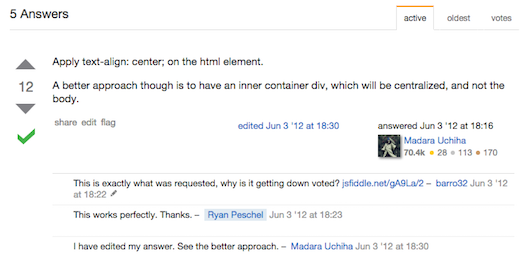 5 Answers
active oldest votes
Apply text-align: center; on the html element.
12
A better approach though is to have an inner container div, which will be centralized, and not the
body.
share edit flag
edited Jun 3 '12 at 18:30
answered Jun 3 '12 at 18:16
Madara Uchiha
70.4k ● 28 ● 113 ● 170
This is exactly what was requested, why is it getting down voted? jsfiddle.net/gA9La/2 – barro32 Jun 3 '12
at 18:22
This works perfectly. Thanks. – Ryan Peschel Jun 3 '12 at 18:23
I have edited my answer. See the better approach. – Madara Uchiha Jun 3 '12 at 18:30